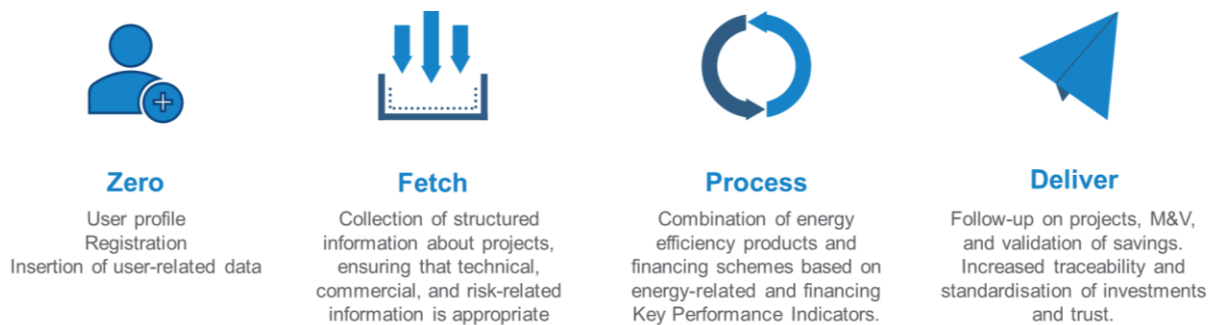 Zero
User profile
Registration
Insertion of user-related data
Fetch
Collection of structured
information about projects,
ensuring that technical,
commercial, and risk-related
information is appropriate
Process
Combination of energy
efficiency products and
financing schemes based on
energy-related and financing
Key Performance Indicators.
Deliver
Follow-up on projects, M&V,
and validation of savings.
Increased traceability and
standardisation of investments
and trust.